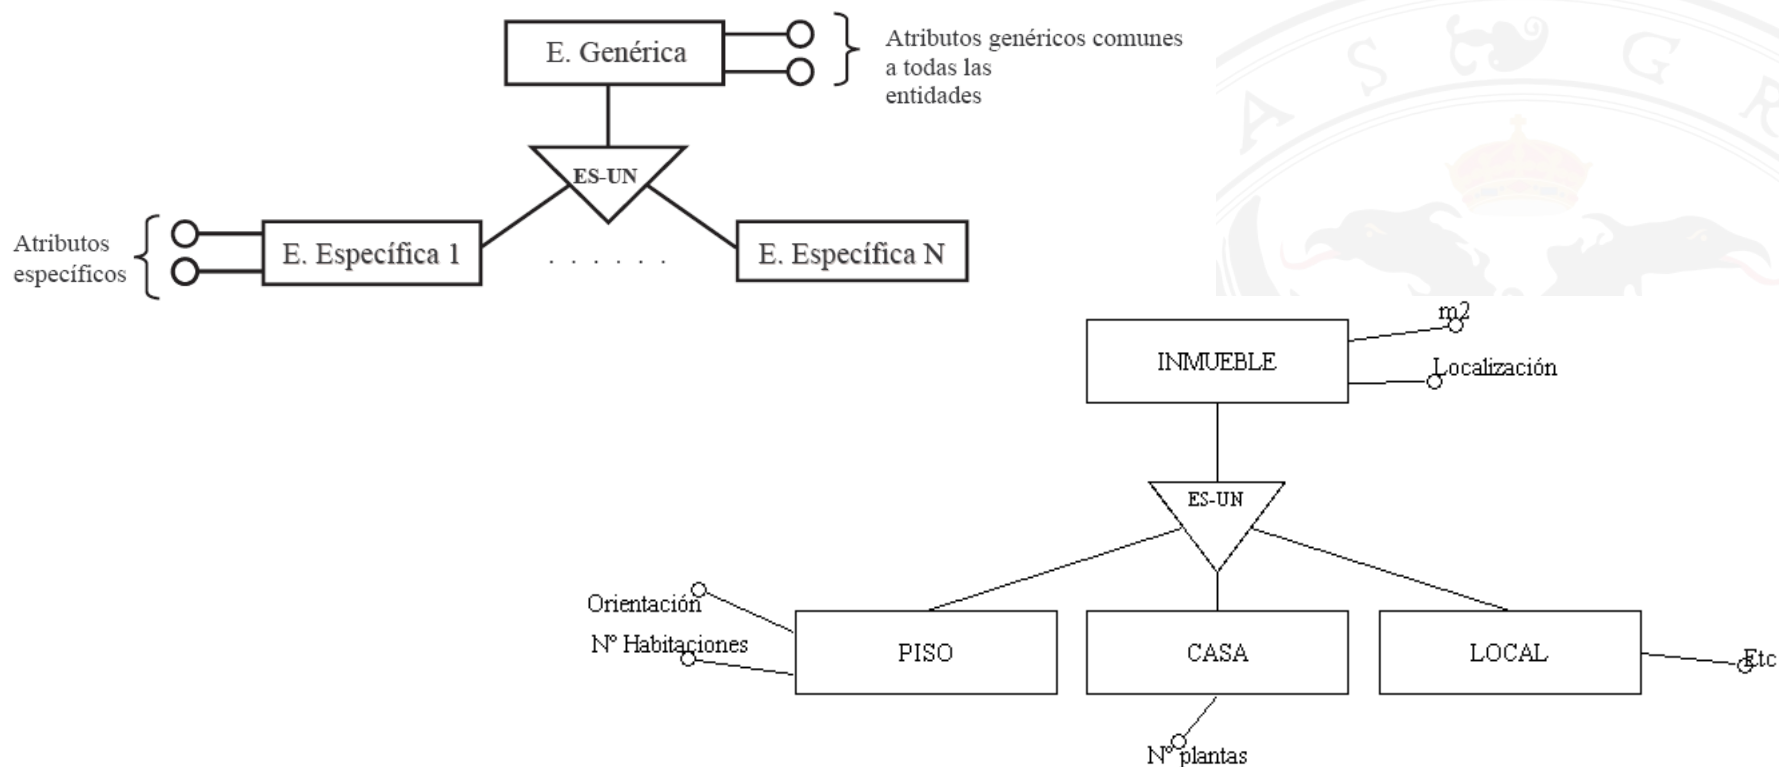 E. Genérica
Atributos genéricos comunes
a todas las
entidades
ES-UN
Atributos
específicos
E. Específica 1
. . . . . .
E. Específica N
A S G R
m2
INMUEBLE
Localización
ES-UN
Orientación
Nº Habitaciones
PISO
CASA
LOCAL
Etc
Nº plantas